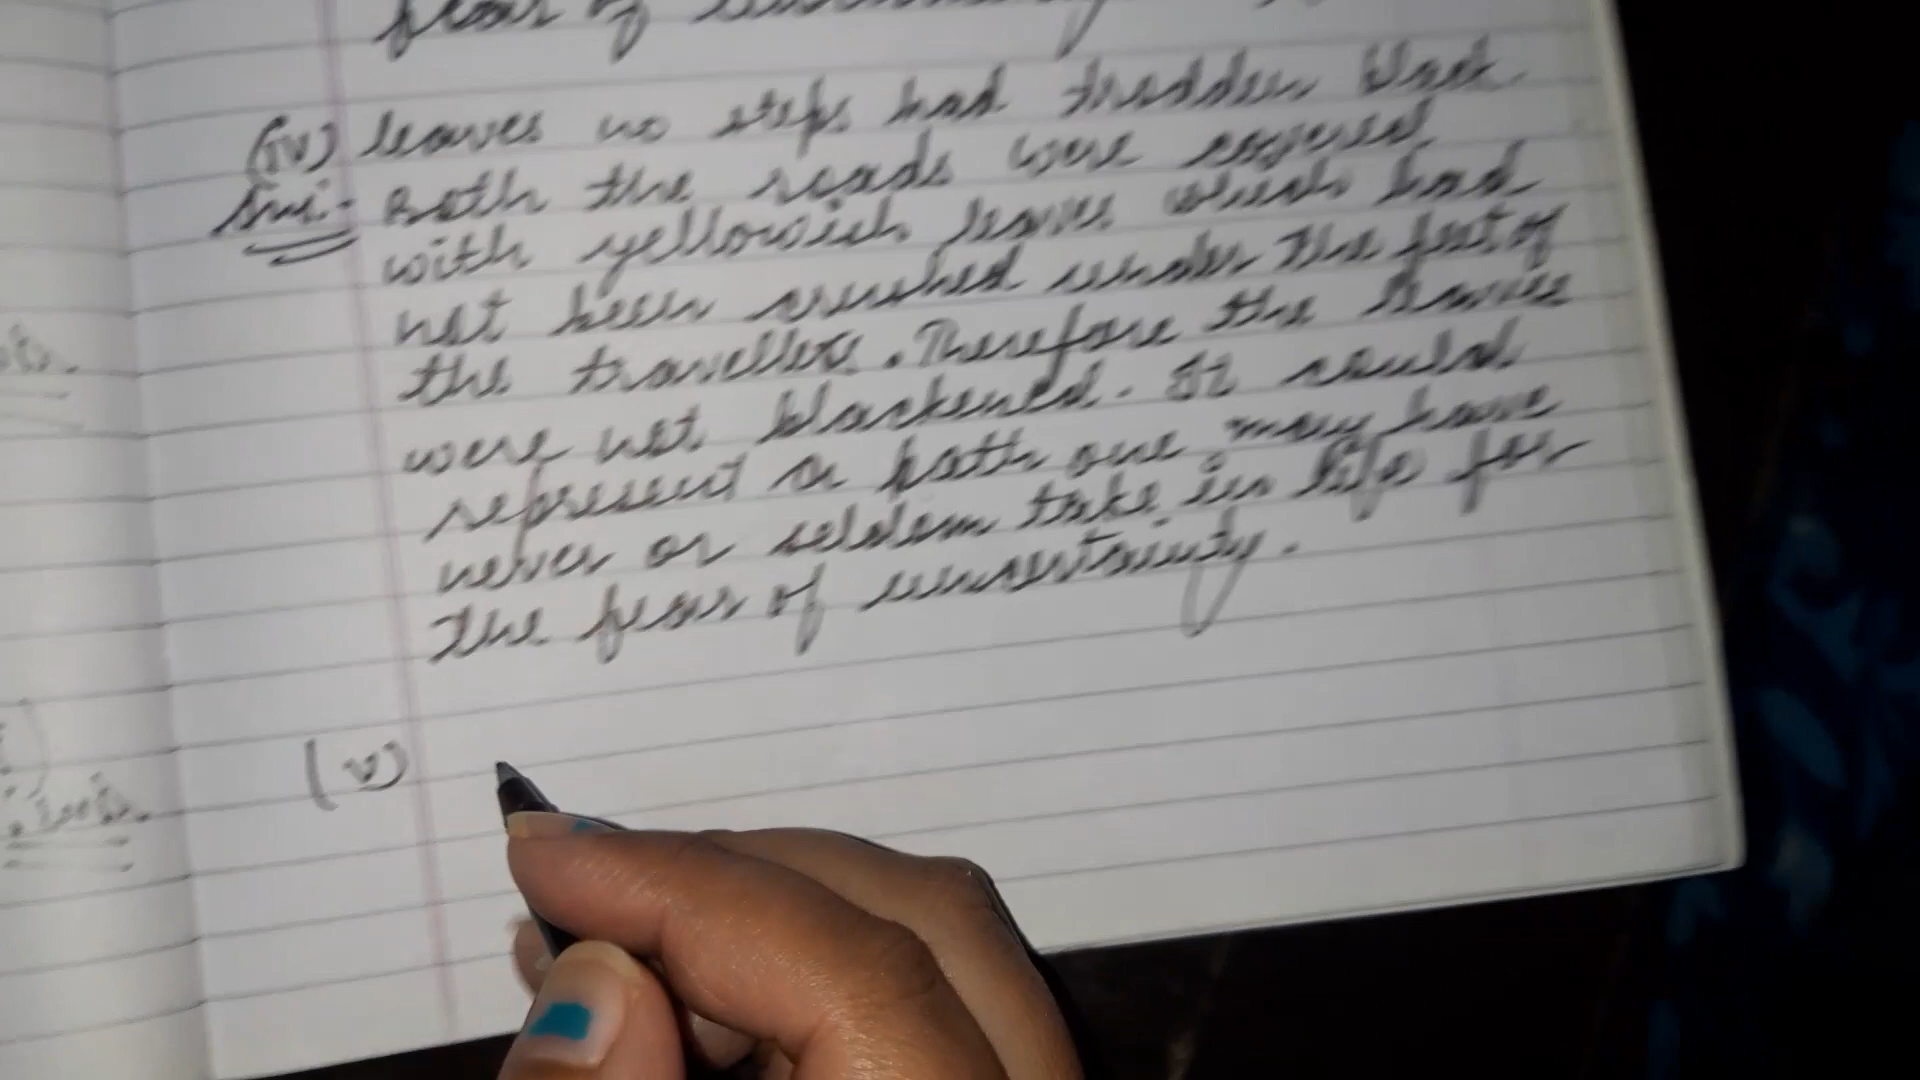 fear of
(iv) leaves no steps had trodden black.
Ans:- Both the roads were covered
with yellowish leaves which had
not been crushed under the feet of
the travellers. Therefore the leaves
were not blackened. It could
represent a path one may have
never or seldom take in life for
the fear of uncertainty.
(v)